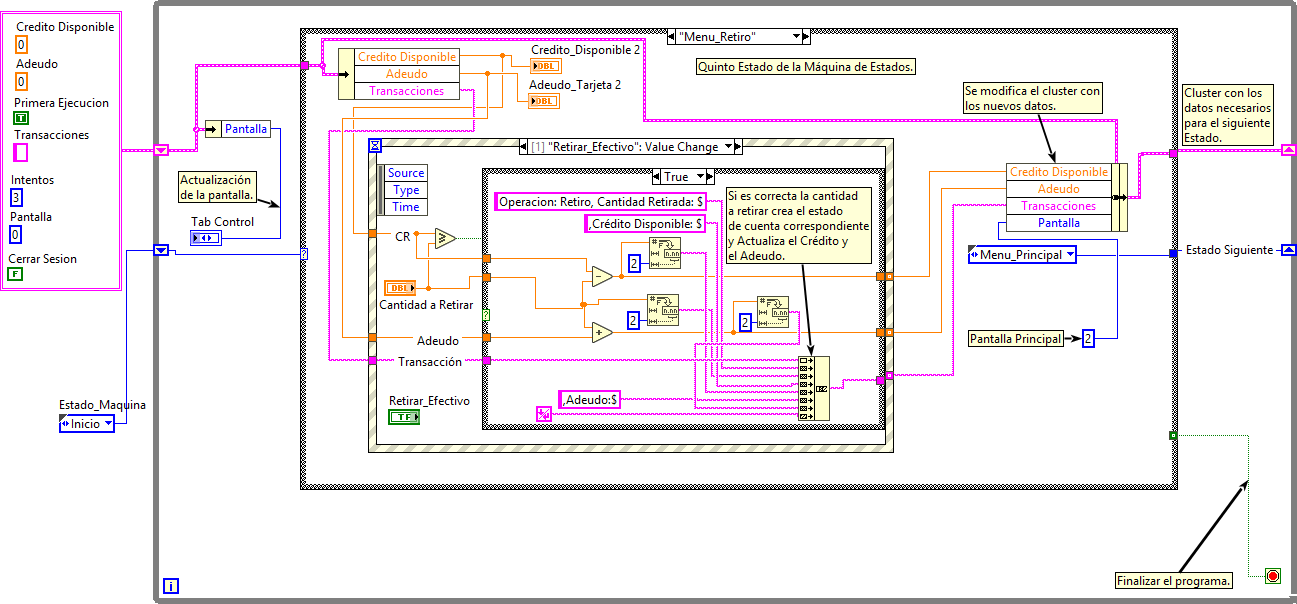 Credito Disponible
0
Adeudo
0
Primera Ejecucion
T
Transacciones
Intentos
3
Pantalla
0
Cerrar Sesion
F
Estado_Maquina
Inicio
Pantalla
Actualización
de la pantalla.
Tab Control
i
"Menu_Retiro"
Quinto Estado de la Máquina de Estados.
Credito Disponible
Adeudo
Transacciones
Credito_Disponible 2
DBL
Adeudo_Tarjeta 2
DBL
[1] "Retirar_Efectivo": Value Change
Source
Type
Time
CR
DBL
Cantidad a Retirar
Adeudo
Transacción
Retirar_Efectivo
TF
True
Operacion: Retiro, Cantidad Retirada: $
,Crédito Disponible: $
Si es correcta la cantidad
a retirar crea el estado
de cuenta correspondiente
y Actualiza el Crédito y
el Adeudo.
2
2
2
,Adeudo:$
Se modifica el cluster con
los nuevos datos.
Credito Disponible
Adeudo
Transacciones
Pantalla
Menu_Principal
Pantalla Principal
2
Cluster con los
datos necesarios
para el siguiente
Estado.
Estado Siguiente
Finalizar el programa.